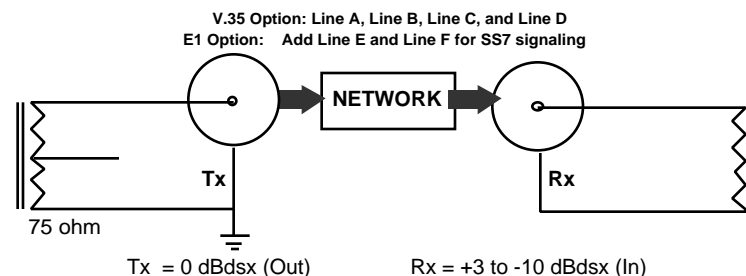 V.35 Option: Line A, Line B, Line C, and Line D
E1 Option: Add Line E and Line F for SS7 signaling
NETWORK
Tx
Rx
75 ohm
Tx = 0 dBdsx (Out)
Rx = +3 to -10 dBdsx (In)